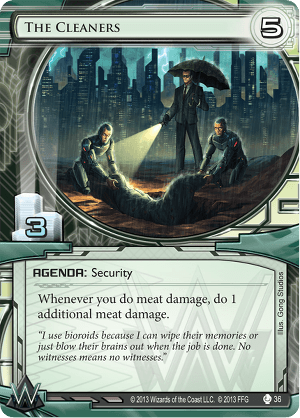 THE CLEANERS
5
3
AGENDA: Security
Whenever you do meat damage, do 1
additional meat damage.
"I use bioroids because I can wipe their memories or
just blow their brains out when the job is done. No
witnesses means no witnesses."
Illus. Gong Studios
© 2013 Wizards of the Coast LLC. © 2013 FFG
36